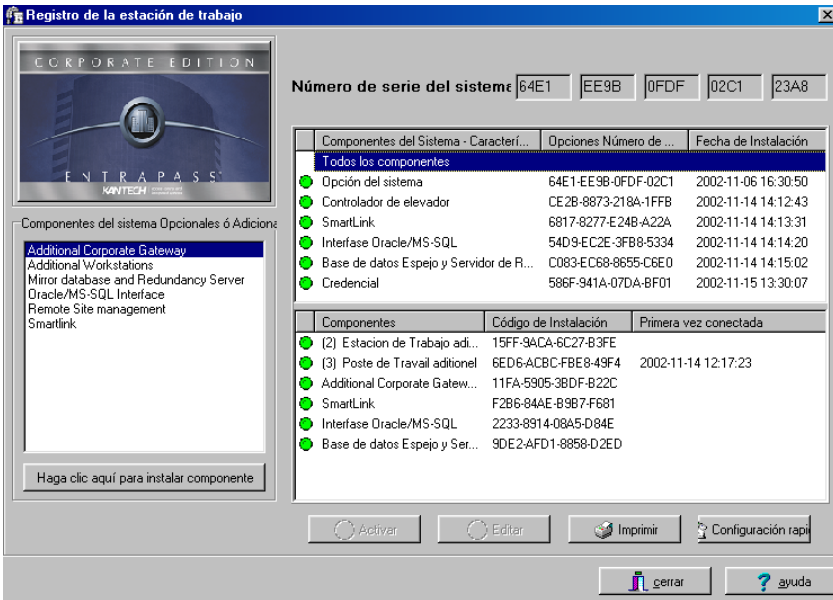 Registro de la estación de trabajo
CORPORATE EDITION
ENTRAPASS
KANTECH
Número de serie del sistema 64E1 EE9B 0FDF 02C1 23A8
Componentes del sistema Opcionales ó Adiciona
Additional Corporate Gateway
Additional Workstations
Mirror database and Redundancy Server
Oracle/MS-SQL Interface
Remote Site management
Smartlink
Haga clic aquí para instalar componente
Componentes del Sistema - Caracterí... Opciones Número de ... Fecha de Instalación
Todos los componentes
Opción del sistema 64E1-EE9B-0FDF-02C1 2002-11-06 16:30:50
Controlador de elevador CE2B-8873-218A-1FFB 2002-11-14 14:12:43
SmartLink 6817-8277-E24B-A22A 2002-11-14 14:13:31
Interfase Oracle/MS-SQL 54D9-EC2E-3FB8-5334 2002-11-14 14:14:20
Base de datos Espejo y Servidor de R... C083-EC68-8655-C6E0 2002-11-14 14:15:02
Credencial 586F-941A-07DA-BF01 2002-11-15 13:30:07
Componentes Código de Instalación Primera vez conectada
(2) Estacion de Trabajo adi... 15FF-9ACA-6C27-B3FE
(3) Poste de Travail aditionel 6ED6-ACBC-FBE8-49F4 2002-11-14 12:17:23
Additional Corporate Gatew... 11FA-5905-3BDF-B22C
SmartLink F2B6-84AE-B9B7-F681
Interfase Oracle/MS-SQL 2233-8914-08A5-D84E
Base de datos Espejo y Ser... 9DE2-AFD1-8858-D2ED
Activar Editar Imprimir Configuración rapi
cerrar ayuda